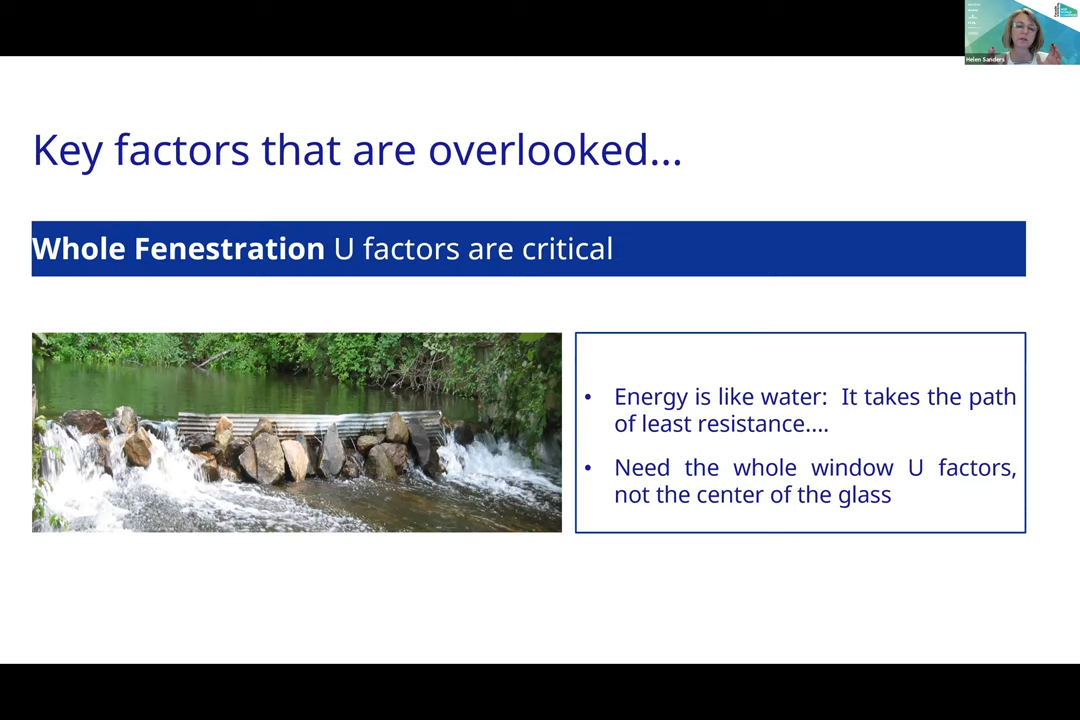 Helen Sanders
Key factors that are overlooked...
Whole Fenestration U factors are critical
• Energy is like water: It takes the path
of least resistance....
• Need the whole window U factors,
not the center of the glass